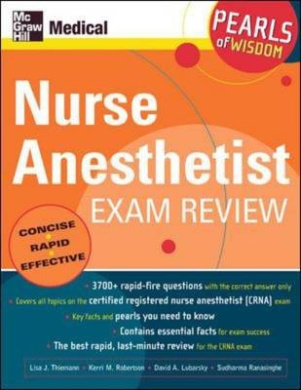 Mc
Graw
Hill
Medical
PEARLS
of WISDOM
Nurse
Anesthetist
EXAM REVIEW
CONCISE
• RAPID •
EFFECTIVE
• 3700+ rapid-fire questions with the correct answer only
• Covers all topics on the certified registered nurse anesthetist (CRNA) exam
• Key facts and pearls you need to know
• Contains essential facts for exam success
• The best rapid, last-minute review for the CRNA exam
Lisa J. Thiemann • Kerri M. Robertson • David A. Lubarsky • Sudharma Ranasinghe